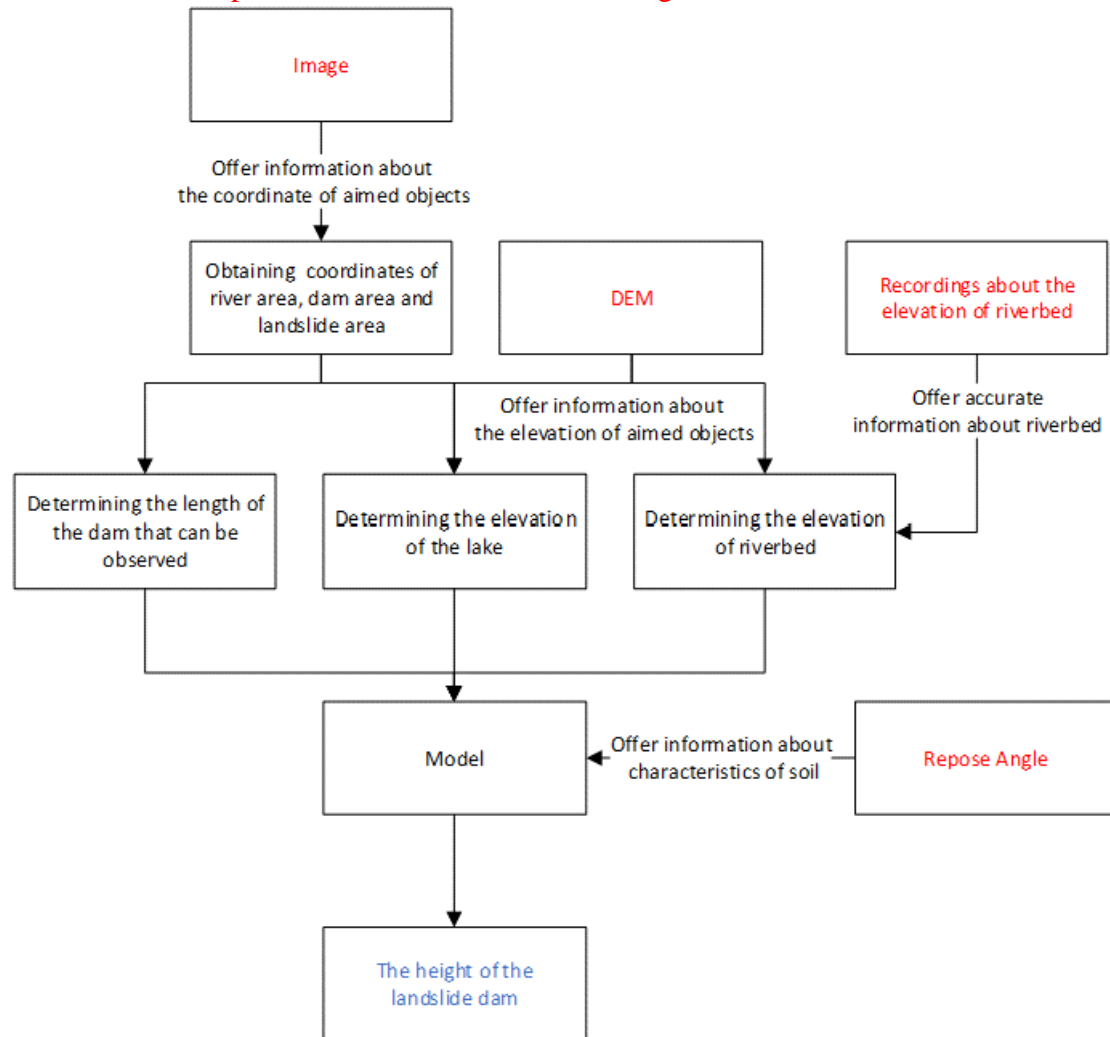 Image
Offer information about
the coordinate of aimed objects
Obtaining coordinates of
river area, dam area and
landslide area
DEM
Recordings about the
elevation of riverbed
Offer information about
the elevation of aimed objects
Offer accurate
information about riverbed
Determining the length of
the dam that can be
observed
Determining the elevation
of the lake
Determining the elevation
of riverbed
Model
Offer information about
characteristics of soil
Repose Angle
The height of the
landslide dam